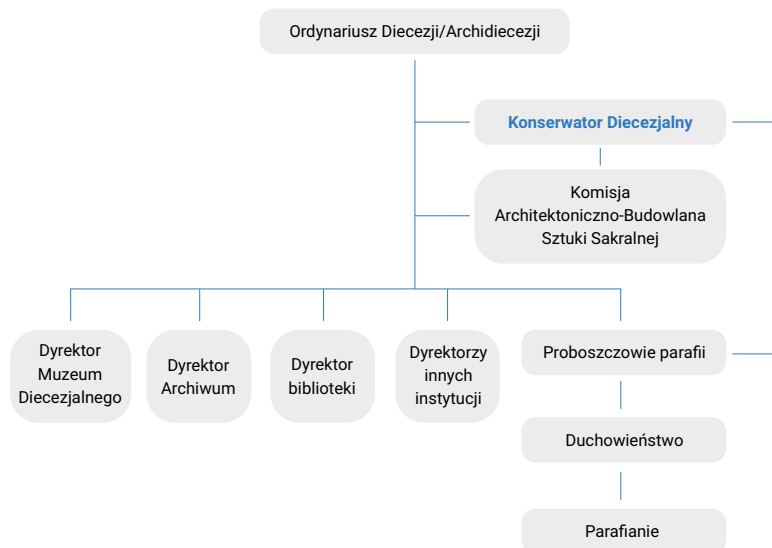 Ordynariusz Diecezji/Archidiecezji
Konserwator Diecezjalny
Komisja
Architektoniczno-Budowlana
Sztuki Sakralnej
Dyrektor
Muzeum
Diecezjalnego
Dyrektor
Archiwum
Dyrektor
biblioteki
Dyrektorzy
innych
instytucji
Proboszczowie parafii
Duchowieństwo
Parafianie